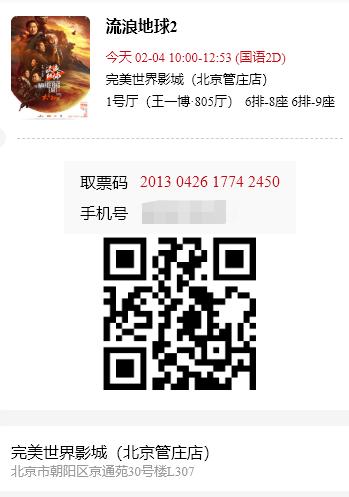 流浪地球2
今天 02-04 10:00-12:53 (国语2D)
完美世界影城（北京管庄店）
1号厅（王一博·805厅） 6排-8座 6排-9座
取票码 2013 0426 1774 2450
手机号
完美世界影城（北京管庄店）
北京市朝阳区京通苑30号楼L307